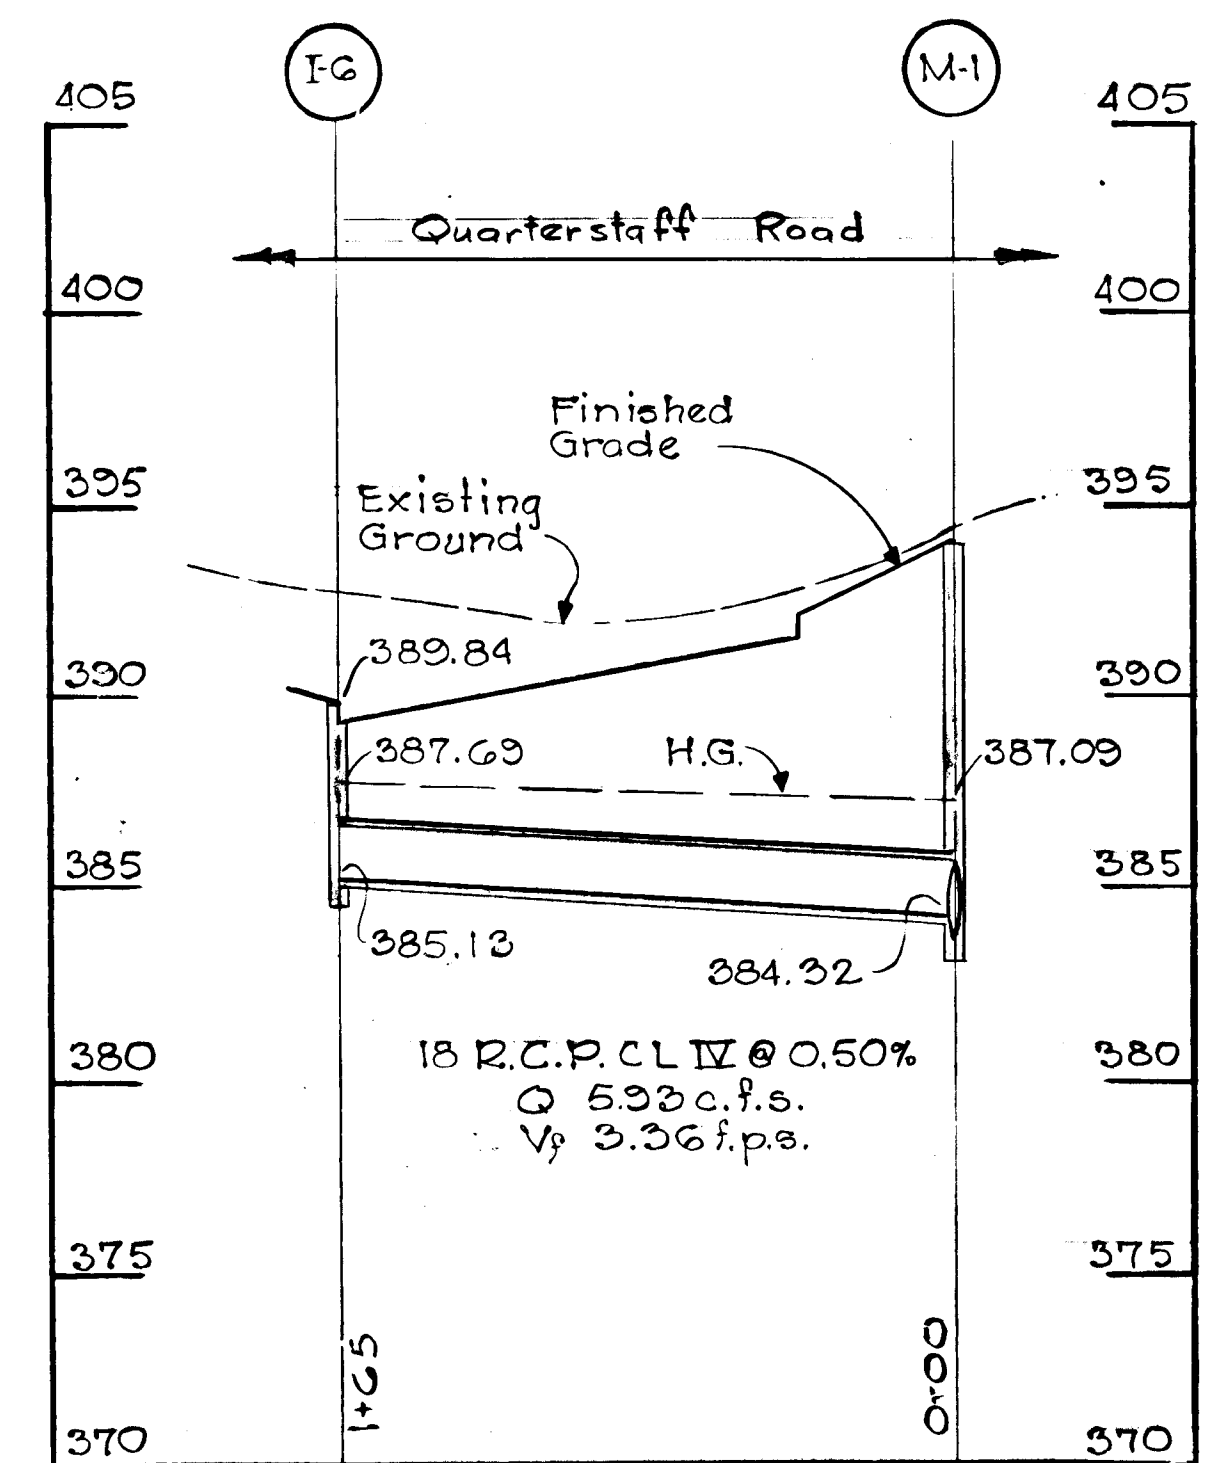 I-6
M-1
405
405
Quarterstaff Road
400
400
Finished
Grade
395
395
Existing
Ground
389.84
390
390
387.69
H.G.
387.09
385
385
385.13
384.32
18 R.C.P. CL IV @ 0.50%
380
380
Q 5.93 c.f.s.
Vf 3.36 f.p.s.
375
375
1+65
0+00
370
370